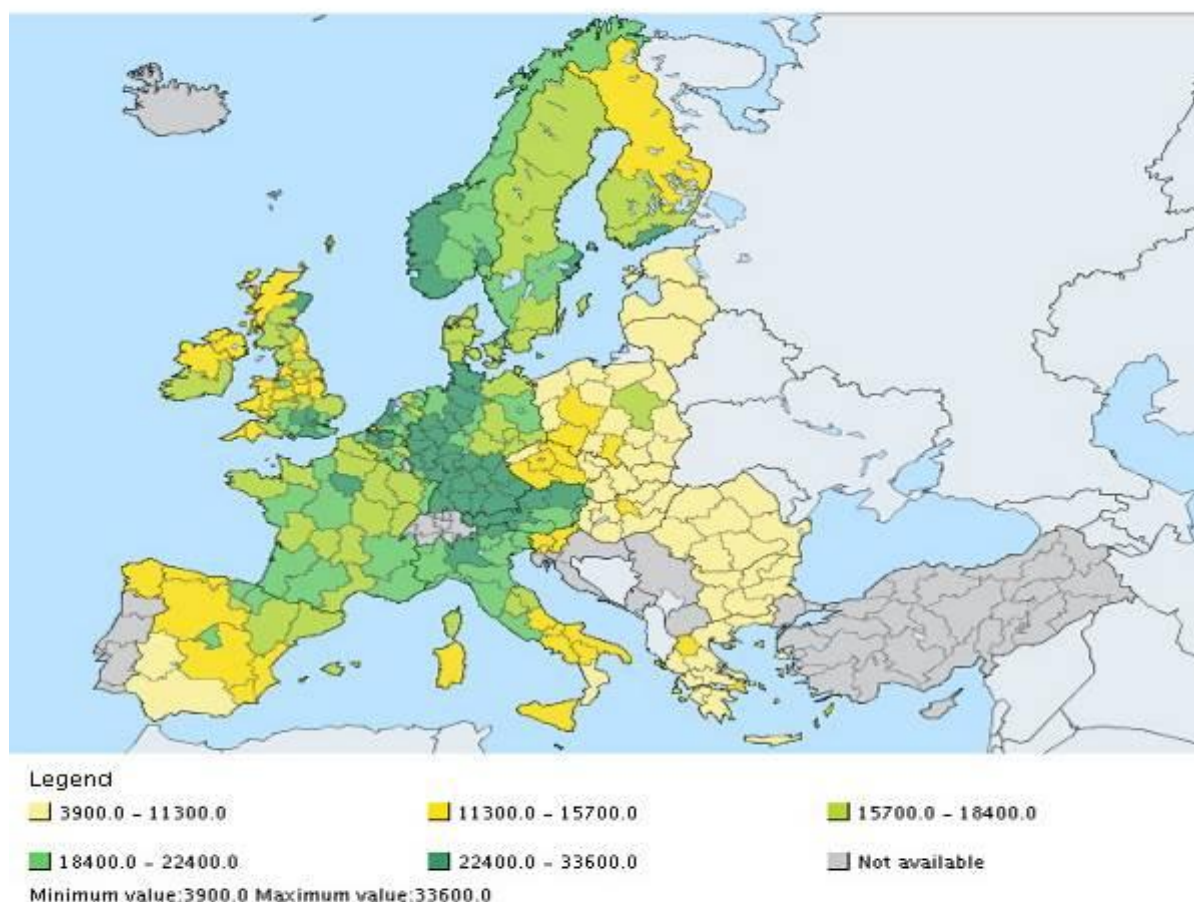 Legend
3900.0 - 11300.0
11300.0 - 15700.0
15700.0 - 18400.0
18400.0 - 22400.0
22400.0 - 33600.0
Not available
Minimum value:3900.0 Maximum value:33600.0